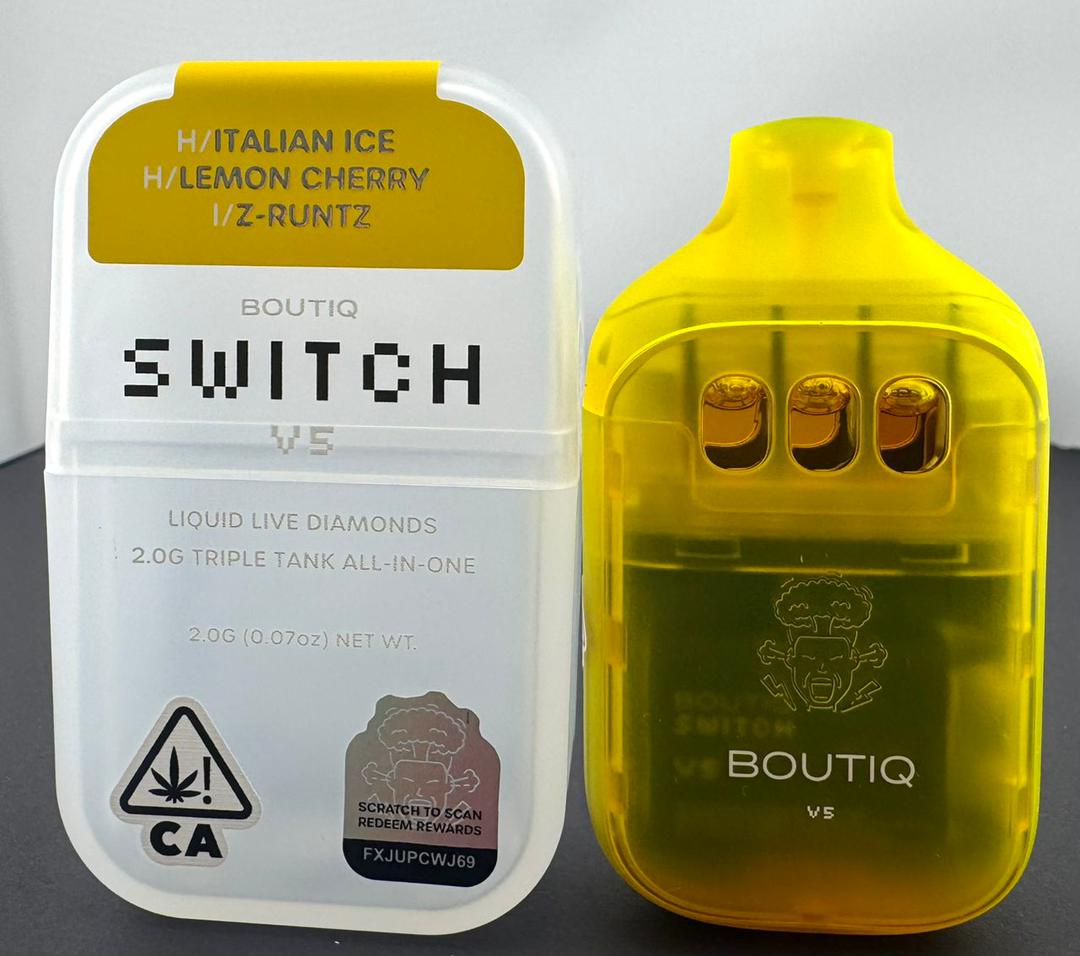 H/ITALIAN ICE
H/LEMON CHERRY
I/Z-RUNTZ
BOUTIQ
SWITCH
V5
LIQUID LIVE DIAMONDS
2.0G TRIPLE TANK ALL-IN-ONE
2.0G (0.07oz) NET WT.
!
CA
SCRATCH TO SCAN
REDEEM REWARDS
FXJUPCWJ69
BOUTIQ
SWITCH
V5
BOUTIQ
V5